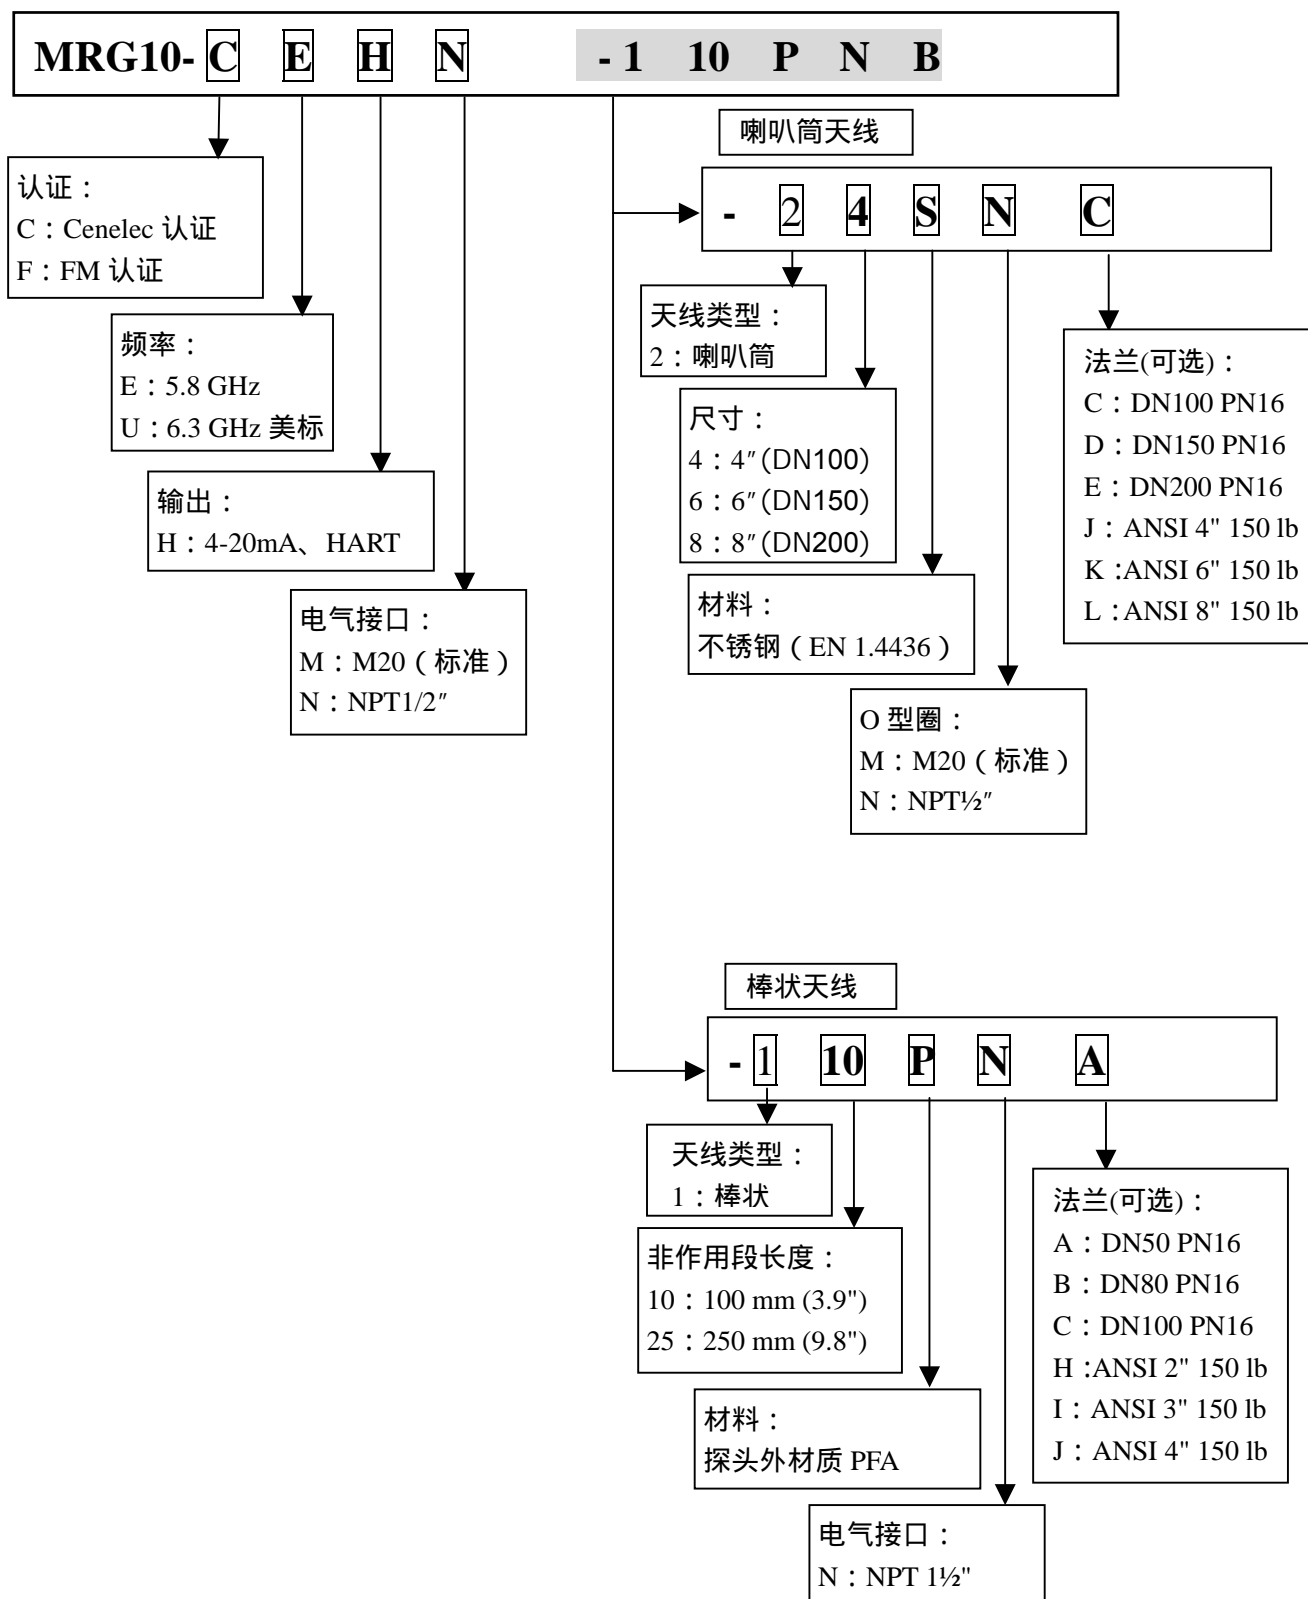 MRG10- C E H N -1 10 P N B
喇叭筒天线
- 2 4 S N C
认证：
C：Cenelec 认证
F：FM 认证
频率：
E：5.8 GHz
U：6.3 GHz 美标
输出：
H：4-20mA、HART
电气接口：
M：M20（标准）
N：NPT1/2″
天线类型：
2：喇叭筒
尺寸：
4：4″(DN100)
6：6″(DN150)
8：8″(DN200)
材料：
不锈钢（EN 1.4436）
O 型圈：
M：M20（标准）
N：NPT½″
法兰(可选)：
C：DN100 PN16
D：DN150 PN16
E：DN200 PN16
J：ANSI 4" 150 lb
K：ANSI 6" 150 lb
L：ANSI 8" 150 lb
棒状天线
- 1 10 P N A
天线类型：
1：棒状
非作用段长度：
10：100 mm (3.9")
25：250 mm (9.8")
材料：
探头外材质 PFA
电气接口：
N：NPT 1½"
法兰(可选)：
A：DN50 PN16
B：DN80 PN16
C：DN100 PN16
H：ANSI 2" 150 lb
I：ANSI 3" 150 lb
J：ANSI 4" 150 lb